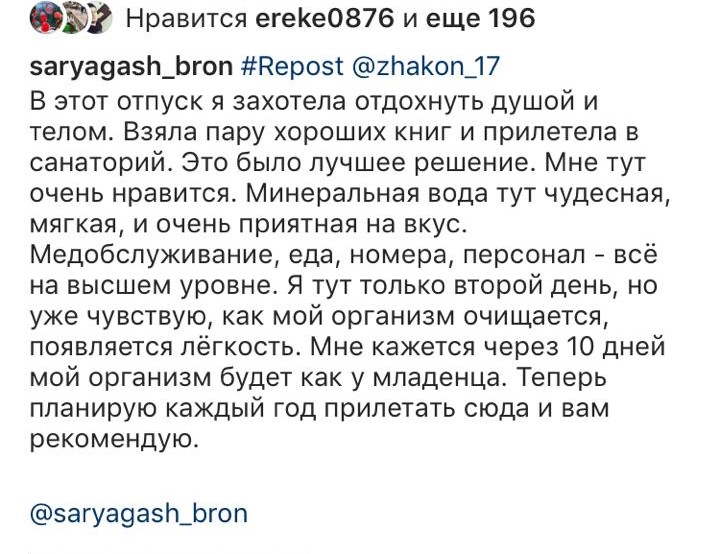 Нравится ereke0876 и еще 196
saryagash_bron #Repost @zhakon_17
В этот отпуск я захотела отдохнуть душой и
телом. Взяла пару хороших книг и прилетела в
санаторий. Это было лучшее решение. Мне тут
очень нравится. Минеральная вода тут чудесная,
мягкая, и очень приятная на вкус.
Медобслуживание, еда, номера, персонал - всё
на высшем уровне. Я тут только второй день, но
уже чувствую, как мой организм очищается,
появляется лёгкость. Мне кажется через 10 дней
мой организм будет как у младенца. Теперь
планирую каждый год прилетать сюда и вам
рекомендую.
@saryagash_bron